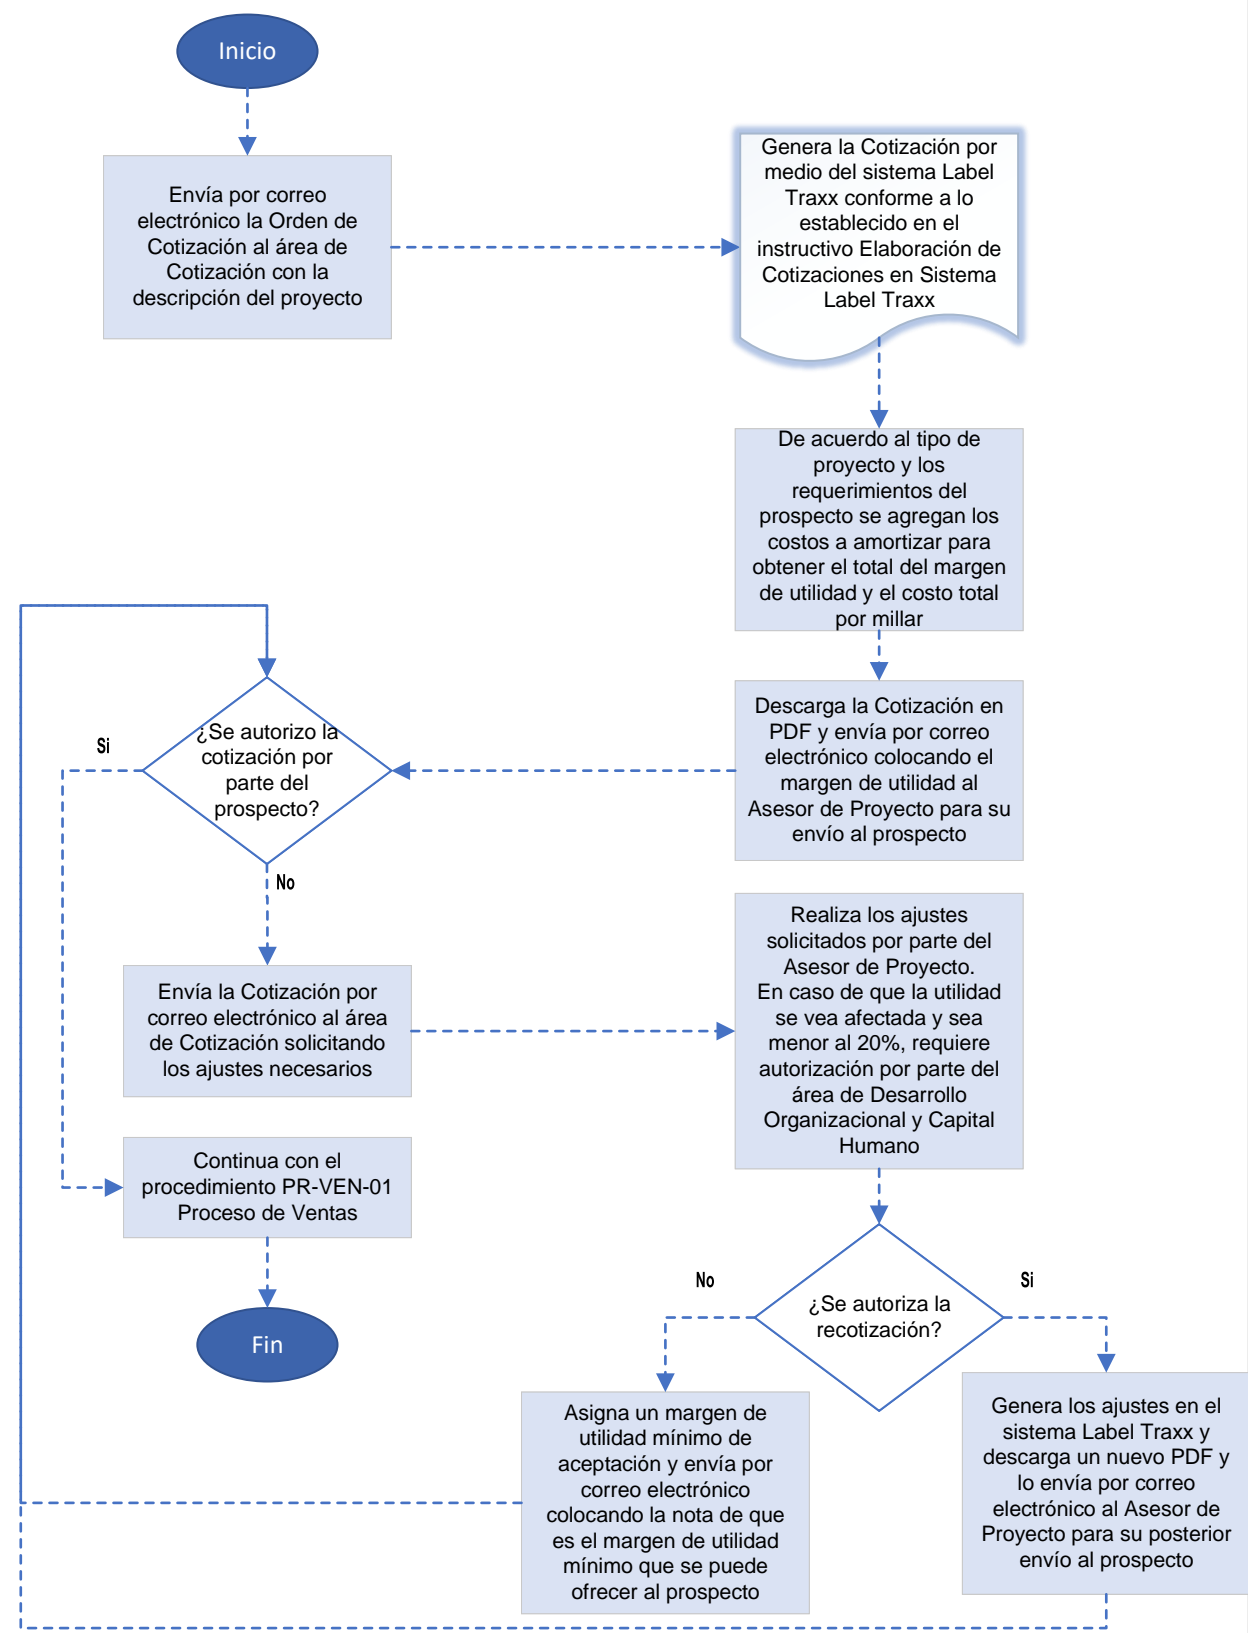 Inicio
Envía por correo
electrónico la Orden de
Cotización al área de
Cotización con la
descripción del proyecto
Genera la Cotización por
medio del sistema Label
Traxx conforme a lo
establecido en el
instructivo Elaboración de
Cotizaciones en Sistema
Label Traxx
De acuerdo al tipo de
proyecto y los
requerimientos del
prospecto se agregan los
costos a amortizar para
obtener el total del margen
de utilidad y el costo total
por millar
Descarga la Cotización en
PDF y envía por correo
electrónico colocando el
margen de utilidad al
Asesor de Proyecto para su
envío al prospecto
¿Se autorizo la
cotización por
parte del
prospecto?
Si
No
Envía la Cotización por
correo electrónico al área
de Cotización solicitando
los ajustes necesarios
Realiza los ajustes
solicitados por parte del
Asesor de Proyecto.
En caso de que la utilidad
se vea afectada y sea
menor al 20%, requiere
autorización por parte del
área de Desarrollo
Organizacional y Capital
Humano
Continua con el
procedimiento PR-VEN-01
Proceso de Ventas
Fin
¿Se autoriza la
recotización?
No
Si
Asigna un margen de
utilidad mínimo de
aceptación y envía por
correo electrónico
colocando la nota de que
es el margen de utilidad
mínimo que se puede
ofrecer al prospecto
Genera los ajustes en el
sistema Label Traxx y
descarga un nuevo PDF y
lo envía por correo
electrónico al Asesor de
Proyecto para su posterior
envío al prospecto